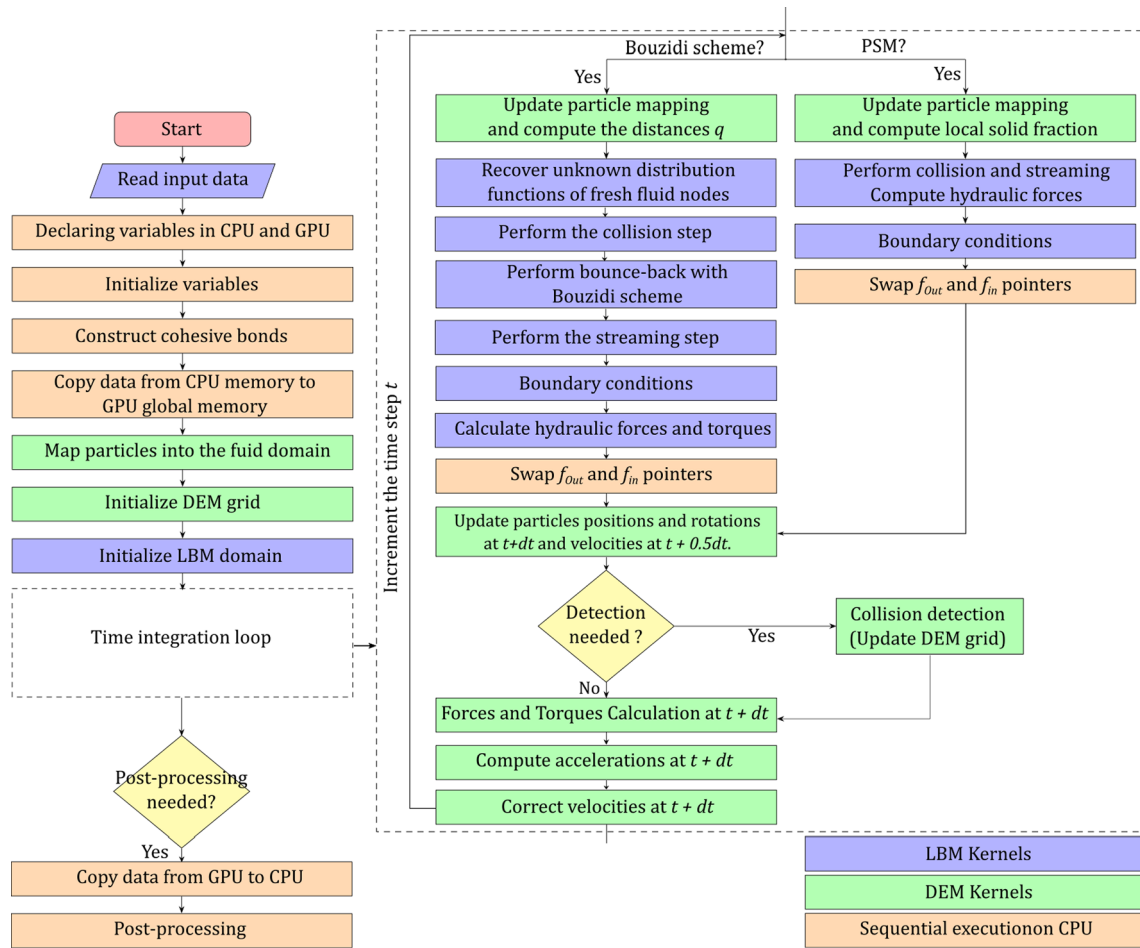 Start
Read input data
Declaring variables in CPU and GPU
Initialize variables
Construct cohesive bonds
Copy data from CPU memory to
GPU global memory
Map particles into the fuid domain
Initialize DEM grid
Initialize LBM domain
Time integration loop
Post-processing
needed?
Yes
Copy data from GPU to CPU
Post-processing
Increment the time step t
Bouzidi scheme?
PSM?
Yes
Yes
Update particle mapping
and compute the distances q
Recover unknown distribution
functions of fresh fluid nodes
Perform the collision step
Perform bounce-back with
Bouzidi scheme
Perform the streaming step
Boundary conditions
Calculate hydraulic forces and torques
Swap fOut and fin pointers
Update particle mapping
and compute local solid fraction
Perform collision and streaming
Compute hydraulic forces
Boundary conditions
Swap fOut and fin pointers
Update particles positions and rotations
at t+dt and velocities at t + 0.5dt.
Detection
needed ?
Yes
Collision detection
(Update DEM grid)
No
Forces and Torques Calculation at t + dt
Compute accelerations at t + dt
Correct velocities at t + dt
LBM Kernels
DEM Kernels
Sequential executionon CPU